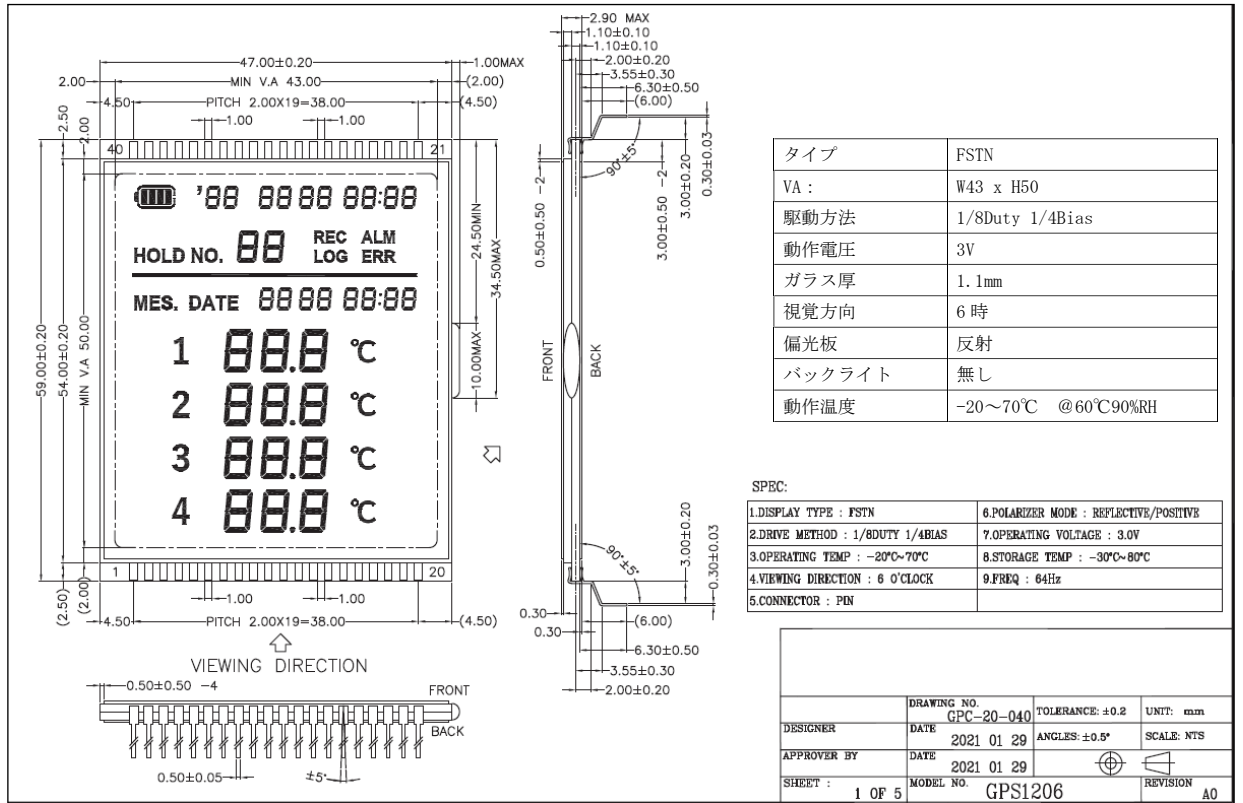 2.90 MAX
1.10±0.10
1.10±0.10
2.00±0.20
3.55±0.30
6.30±0.50
(6.00)
47.00±0.20
1.00MAX
2.00
MIN V.A 43.00
(2.00)
4.50
PITCH 2.00X19=38.00
(4.50)
1.00
1.00
2.50
2.00
40
21
'88 88 88 88:88
HOLD NO. 88
REC ALM
LOG ERR
MES. DATE 88 88 88:88
1 88.8 ℃
2 88.8 ℃
3 88.8 ℃
4 88.8 ℃
59.00±0.20
54.00±0.20
MIN V.A 50.00
24.50MIN
34.50MAX
10.00MAX
1
20
(2.50)
(2.00)
1.00
1.00
4.50
PITCH 2.00X19=38.00
(4.50)
VIEWING DIRECTION
0.50±0.50 -4
FRONT
BACK
0.50±0.05
±5°
90°±5°
0.50±0.50 -2
3.00±0.50 -2
3.00±0.20
0.30±0.03
FRONT
BACK
90°±5°
3.00±0.20
0.30±0.03
0.30
0.30
(6.00)
6.30±0.50
3.55±0.30
2.00±0.20
タイプ FSTN
VA: W43 x H50
駆動方法 1/8Duty 1/4Bias
動作電圧 3V
ガラス厚 1.1mm
視覚方向 6 時
偏光板 反射
バックライト 無し
動作温度 -20～70℃ @60℃90%RH
SPEC:
1.DISPLAY TYPE : FSTN 6.POLARIZER MODE : REFLECTIVE/POSITIVE
2.DRIVE METHOD : 1/8DUTY 1/4BIAS 7.OPERATING VOLTAGE : 3.0V
3.OPERATING TEMP : -20°C~70°C 8.STORAGE TEMP : -30°C~80°C
4.VIEWING DIRECTION : 6 O'CLOCK 9.FREQ : 64Hz
5.CONNECTOR : PIN
DRAWING NO. GPC-20-040
TOLERANCE: ±0.2 UNIT: mm
DESIGNER DATE 2021 01 29
ANGLES: ±0.5° SCALE: NTS
APPROVER BY DATE 2021 01 29
SHEET : 1 OF 5 MODEL NO. GPS1206 REVISION A0